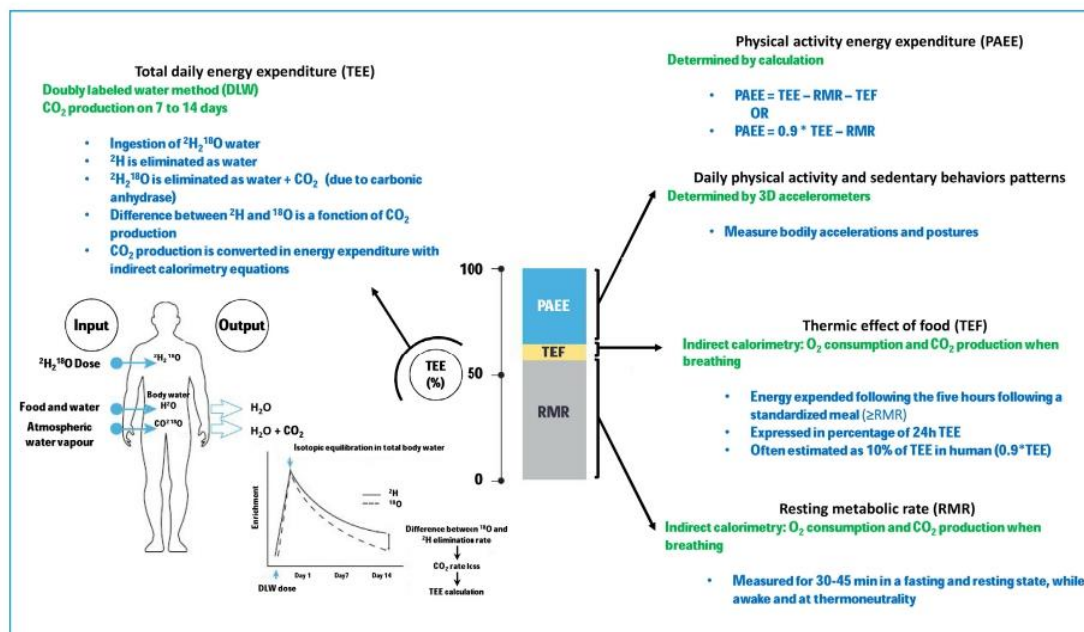 Total daily energy expenditure (TEE)
Doubly labeled water method (DLW)
CO₂ production on 7 to 14 days
• Ingestion of ²H₂¹⁸O water
• ²H is eliminated as water
• ²H₂¹⁸O is eliminated as water + CO₂ (due to carbonic
anhydrase)
• Difference between ²H and ¹⁸O is a fonction of CO₂
production
• CO₂ production is converted in energy expenditure with
indirect calorimetry equations
Input
Output
²H₂¹⁸O Dose
²H₂ ¹⁸O
Body water
Food and water
H²O
H₂O
Atmospheric
water vapour
CO² ¹⁸O
H₂O + CO₂
Isotopic equilibration in total body water
Enrichment
²H
¹⁸O
Day 1
Day7
Day 14
DLW dose
Difference between ¹⁸O and
²H elimination rate
CO₂ rate loss
TEE calculation
TEE
(%)
100
50
0
PAEE
TEF
RMR
Physical activity energy expenditure (PAEE)
Determined by calculation
• PAEE = TEE – RMR – TEF
OR
• PAEE = 0.9 * TEE – RMR
Daily physical activity and sedentary behaviors patterns
Determined by 3D accelerometers
• Measure bodily accelerations and postures
Thermic effect of food (TEF)
Indirect calorimetry: O₂ consumption and CO₂ production when
breathing
• Energy expended following the five hours following a
standardized meal (≥RMR)
• Expressed in percentage of 24h TEE
• Often estimated as 10% of TEE in human (0.9*TEE)
Resting metabolic rate (RMR)
Indirect calorimetry: O₂ consumption and CO₂ production when
breathing
• Measured for 30-45 min in a fasting and resting state, while
awake and at thermoneutrality